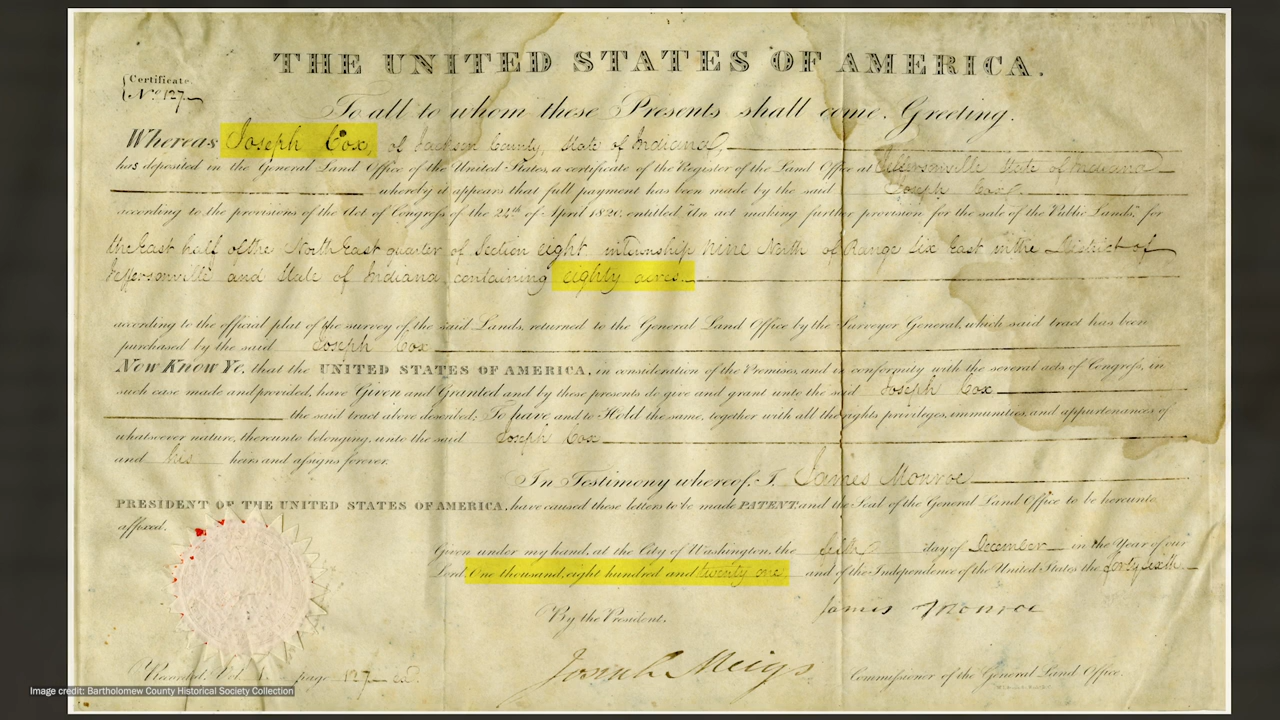 THE UNITED STATES OF AMERICA.
Certificate
No. 127.
To all to whom these Presents shall come, Greeting.
Whereas Joseph Cox, of Jackson County, State of Indiana,
has deposited in the General Land Office of the United States, a certificate of the Register of the Land Office at Jeffersonville State of Indiana
whereby it appears that full payment has been made by the said Joseph Cox,
according to the provisions of the Act of Congress of the 24th of April 1820, entitled "An act making further provision for the sale of the Public Lands," for
the East half of the North East quarter of Section eight in township nine North of Range Six East in the District of
Jeffersonville and State of Indiana containing eighty acres.
according to the official plat of the survey of the said Lands, returned to the General Land Office by the Surveyor General, which said tract has been
purchased by the said Joseph Cox
Now Know Ye, that the UNITED STATES OF AMERICA, in consideration of the Premises, and in conformity with the several acts of Congress, in
such case made and provided, have Given and Granted and by these presents do give and grant unto the said Joseph Cox
the said tract above described: To have and to Hold the same, together with all the rights privileges, immunities, and appurtenances of
whatsoever nature, thereunto belonging, unto the said Joseph Cox
and his heirs and assigns forever.
In Testimony whereof, I, James Monroe
PRESIDENT OF THE UNITED STATES OF AMERICA, have caused these letters to be made PATENT, and the Seal of the General Land Office to be hereunto
affixed.
Given under my hand, at the City of Washington, the fifth day of December in the Year of our
Lord One thousand, eight hundred and twenty one and of the Independence of the United States the forty sixth.
James Monroe
By the President.
Josiah Meigs Commissioner of the General Land Office.
Recorded, Vol. page 127
Image credit: Bartholomew County Historical Society Collection